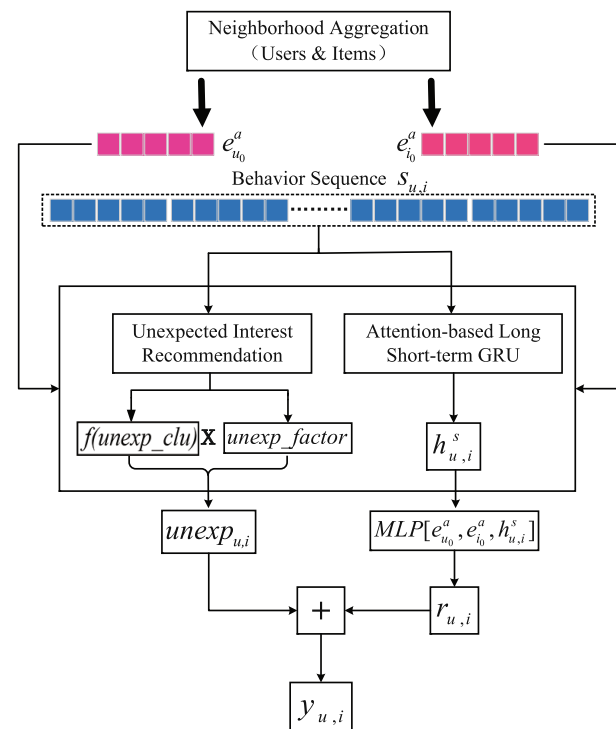 Neighborhood Aggregation
（Users & Items）
e^a_{u_0}
e^a_{i_0}
Behavior Sequence s_{u,i}
Unexpected Interest
Recommendation
Attention-based Long
Short-term GRU
f(unexp_clu) x unexp_factor
h^s_{u,i}
unexp_{u,i}
MLP[e^a_{u_0}, e^a_{i_0}, h^s_{u,i}]
+
r_{u,i}
y_{u,i}